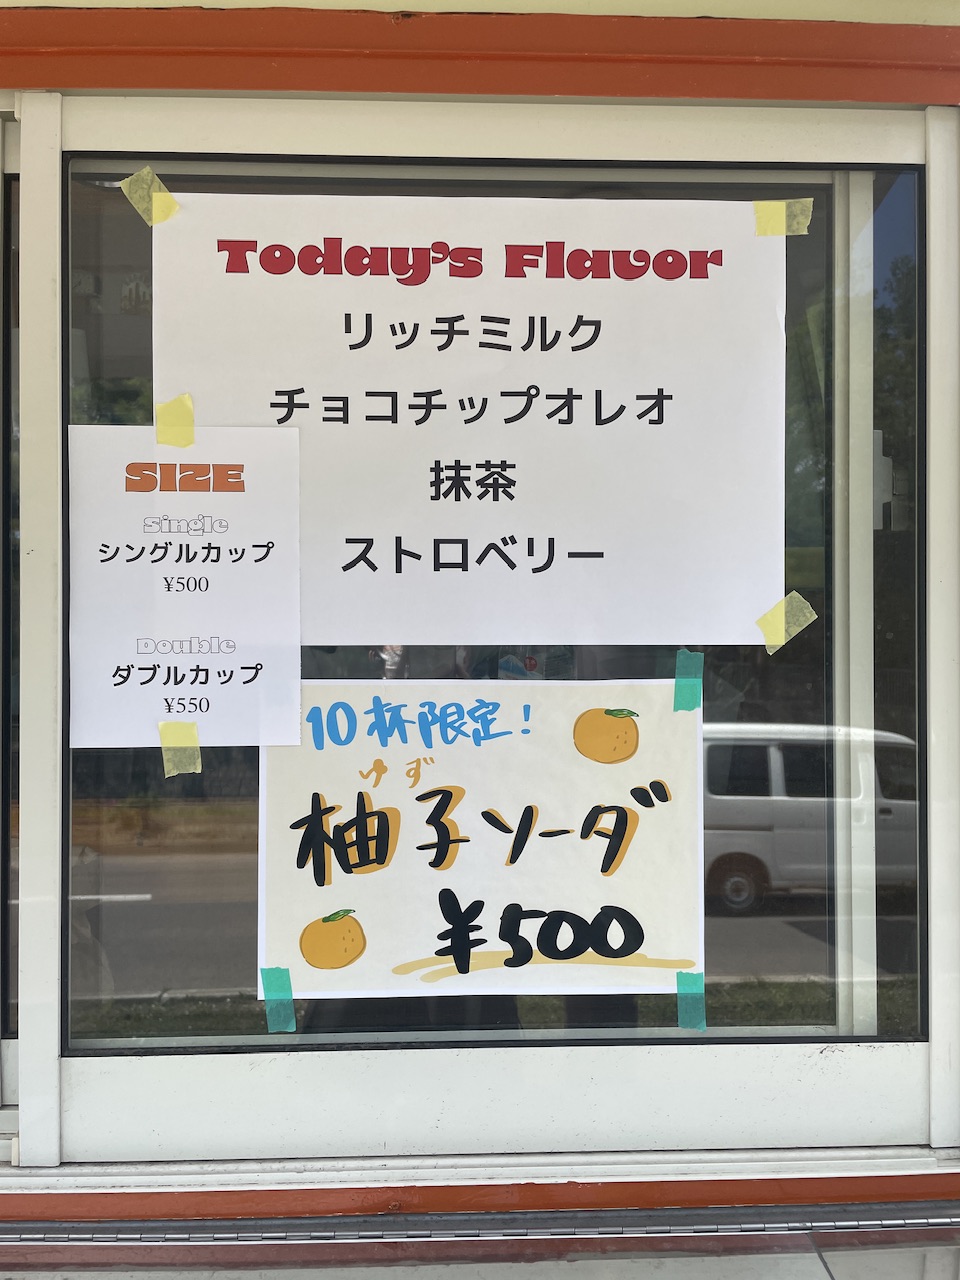 Today's Flavor
リッチミルク
チョコチップオレオ
抹茶
ストロベリー
SIZE
Single
シングルカップ
¥500
Double
ダブルカップ
¥550
10杯限定!
ゆず
柚子ソーダ
¥500